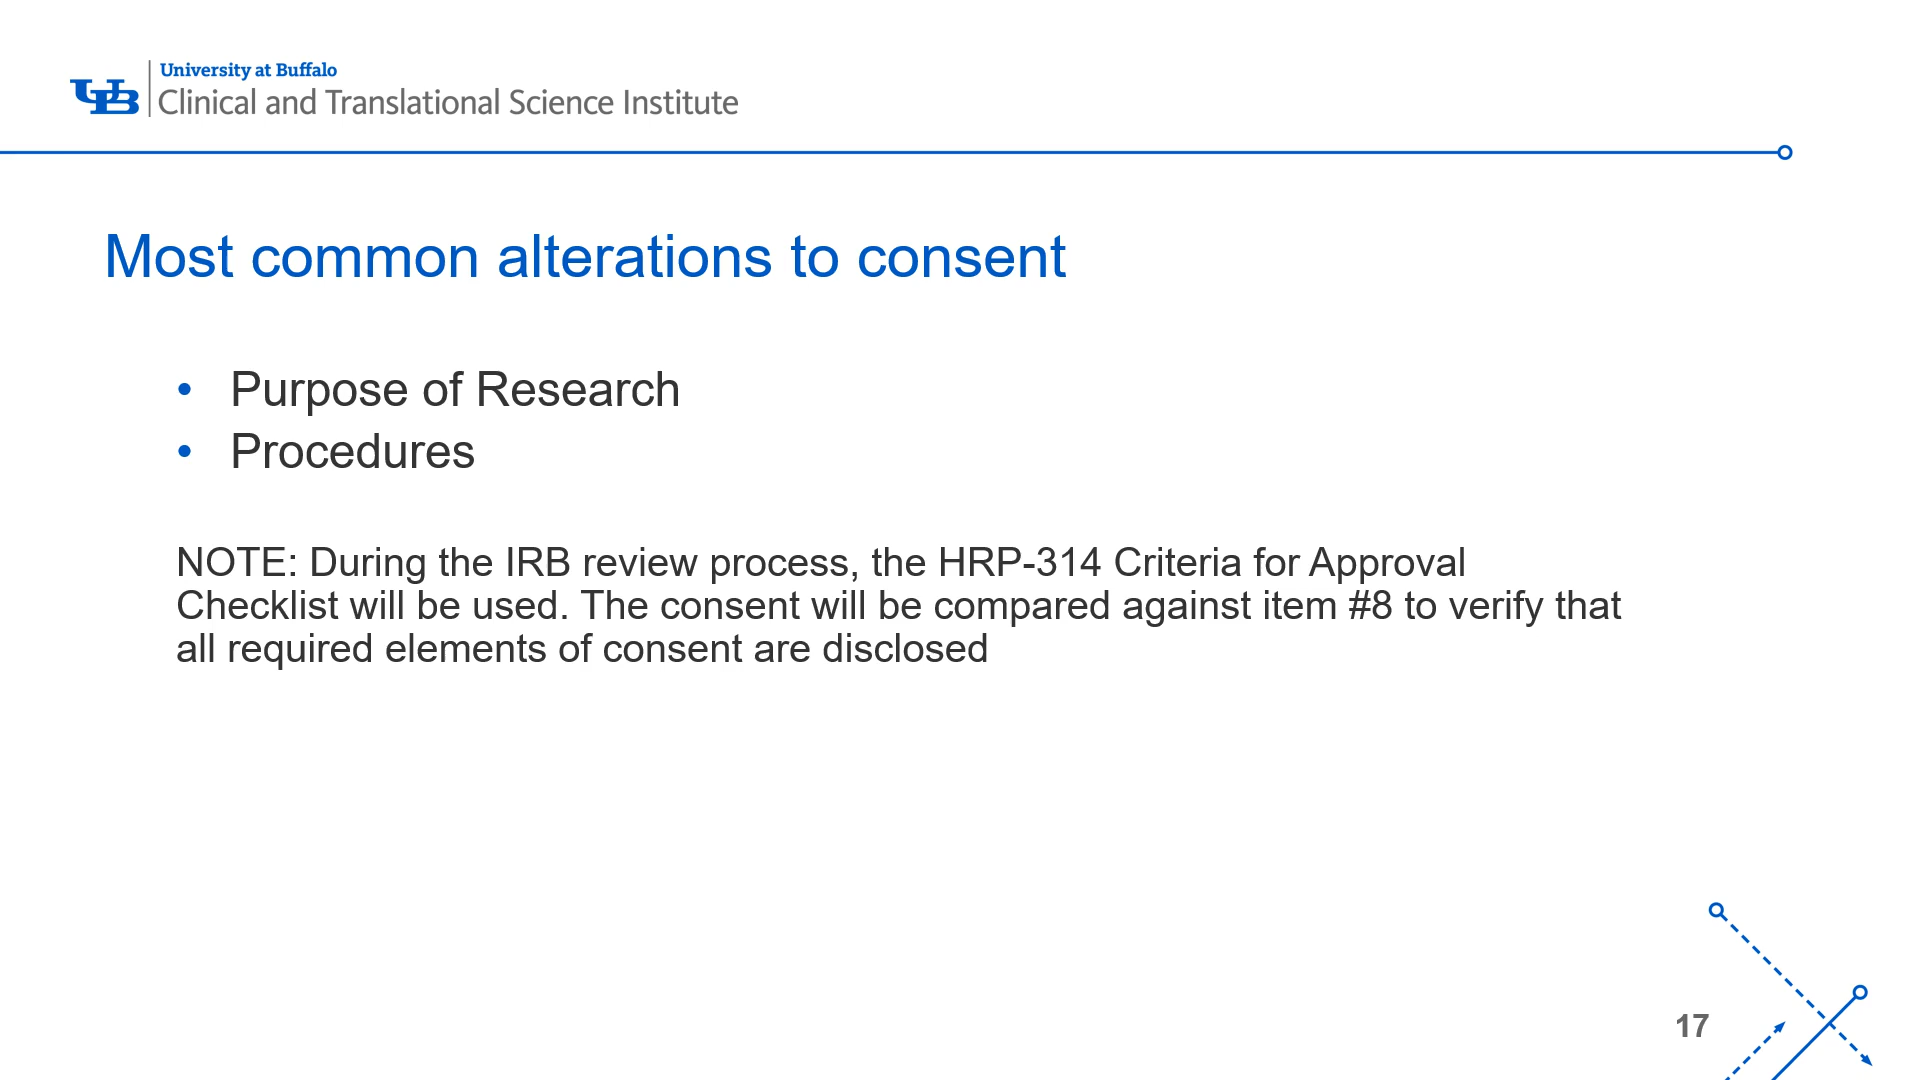 University at Buffalo
Clinical and Translational Science Institute
Most common alterations to consent
• Purpose of Research
• Procedures
NOTE: During the IRB review process, the HRP-314 Criteria for Approval
Checklist will be used. The consent will be compared against item #8 to verify that
all required elements of consent are disclosed
17